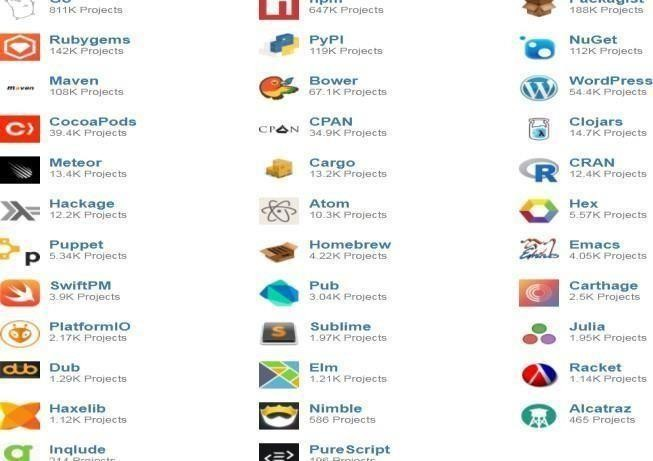 Go npm Packagist
811K Projects 647K Projects 188K Projects
Rubygems PyPI NuGet
142K Projects 119K Projects 112K Projects
Maven Bower WordPress
108K Projects 67.1K Projects 54.4K Projects
CocoaPods CPAN Clojars
39.4K Projects 34.9K Projects 14.7K Projects
Meteor Cargo CRAN
13.4K Projects 13.2K Projects 12.4K Projects
Hackage Atom Hex
12.2K Projects 10.3K Projects 5.57K Projects
Puppet Homebrew Emacs
5.34K Projects 4.22K Projects 4.05K Projects
SwiftPM Pub Carthage
3.9K Projects 3.04K Projects 2.5K Projects
PlatformIO Sublime Julia
2.17K Projects 1.97K Projects 1.95K Projects
Dub Elm Racket
1.29K Projects 1.21K Projects 1.14K Projects
Haxelib Nimble Alcatraz
1.12K Projects 586 Projects 465 Projects
Inqlude PureScript
214 Projects 196 Projects